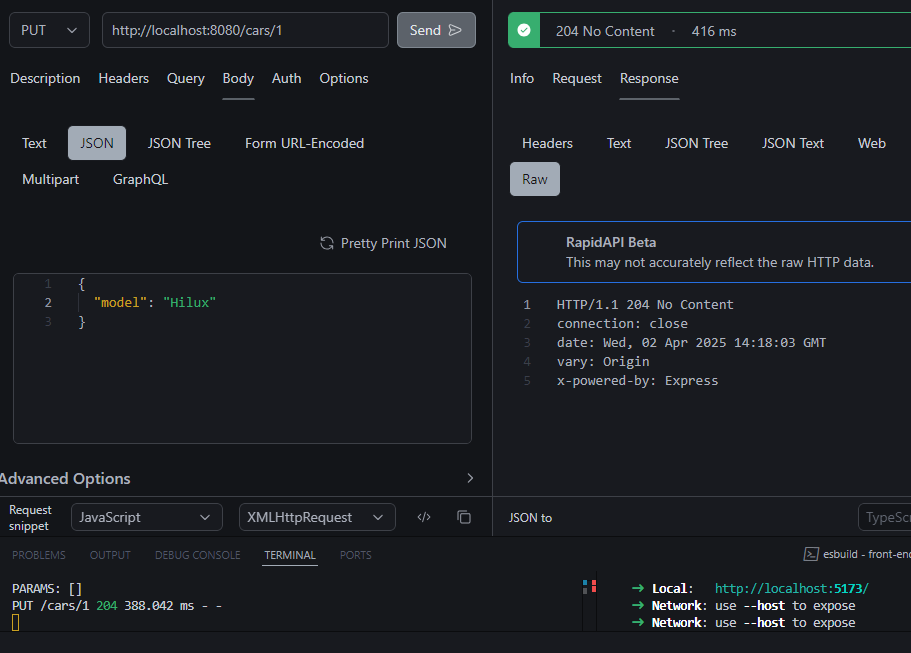 PUT
http://localhost:8080/cars/1
Send
Description Headers Query Body Auth Options
Text JSON JSON Tree Form URL-Encoded
Multipart GraphQL
Pretty Print JSON
1 {
2 "model": "Hilux"
3 }
Advanced Options
Request
snippet
JavaScript
XMLHttpRequest
204 No Content · 416 ms
Info Request Response
Headers Text JSON Tree JSON Text Web
Raw
RapidAPI Beta
This may not accurately reflect the raw HTTP data.
1 HTTP/1.1 204 No Content
2 connection: close
3 date: Wed, 02 Apr 2025 14:18:03 GMT
4 vary: Origin
5 x-powered-by: Express
JSON to
TypeScr
PROBLEMS OUTPUT DEBUG CONSOLE TERMINAL PORTS
esbuild - front-end
PARAMS: []
PUT /cars/1 204 388.042 ms - -
➜ Local: http://localhost:5173/
➜ Network: use --host to expose
➜ Network: use --host to expose